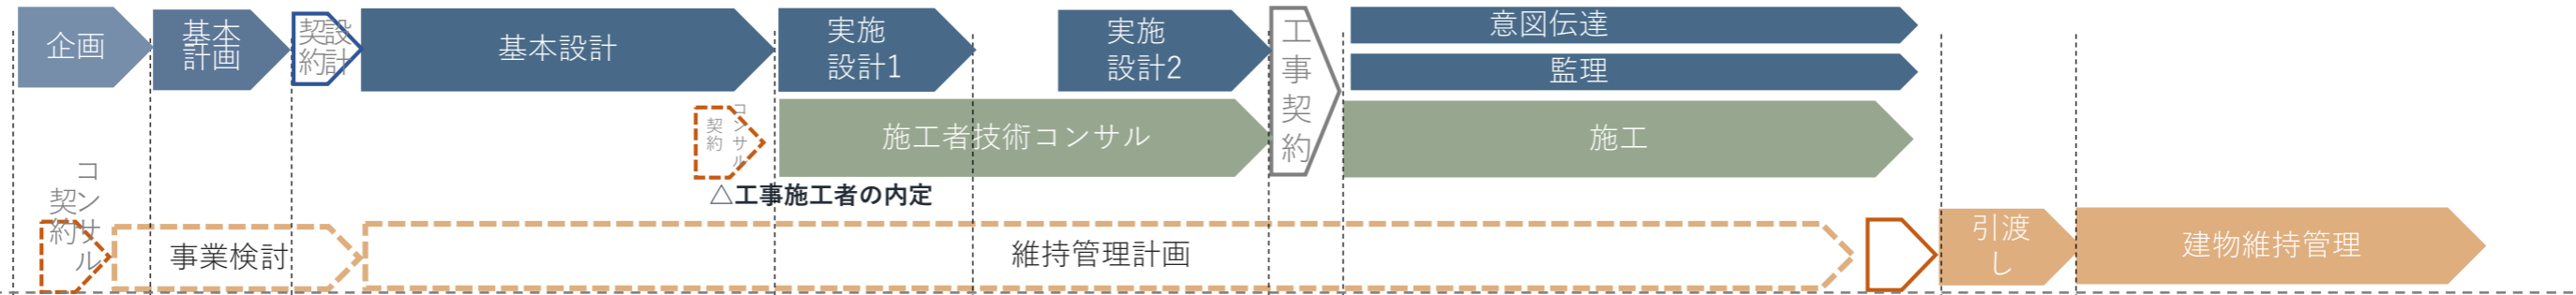 企画
基本
計画
設計
契約
基本設計
実施
設計1
実施
設計2
工事契約
意図伝達
監理
コンサル
契約
施工者技術コンサル
施工
△工事施工者の内定
コンサル
契約
事業検討
維持管理計画
引渡
し
建物維持管理